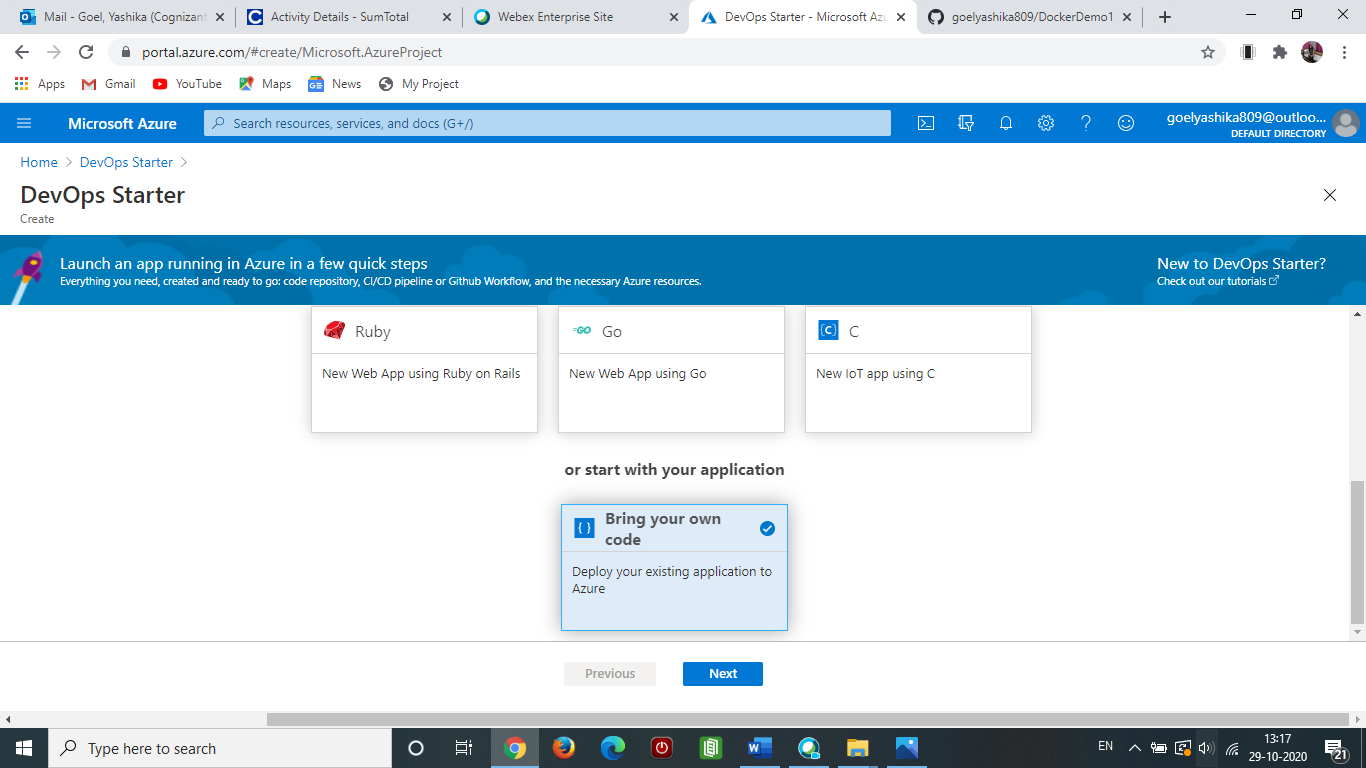 Mail - Goel, Yashika (Cognizant
Activity Details - SumTotal
Webex Enterprise Site
DevOps Starter - Microsoft Azu
goelyashika809/DockerDemo1
portal.azure.com/#create/Microsoft.AzureProject
Apps
Gmail
YouTube
Maps
News
My Project
Microsoft Azure
Search resources, services, and docs (G+/)
goelyashika809@outloo...
DEFAULT DIRECTORY
Home > DevOps Starter >
DevOps Starter
Create
Launch an app running in Azure in a few quick steps
Everything you need, created and ready to go: code repository, CI/CD pipeline or Github Workflow, and the necessary Azure resources.
New to DevOps Starter?
Check out our tutorials
Ruby
New Web App using Ruby on Rails
GO
Go
New Web App using Go
{C}
C
New IoT app using C
or start with your application
{ }
Bring your own
code
Deploy your existing application to
Azure
Previous
Next
Type here to search
EN
13:17
29-10-2020
21